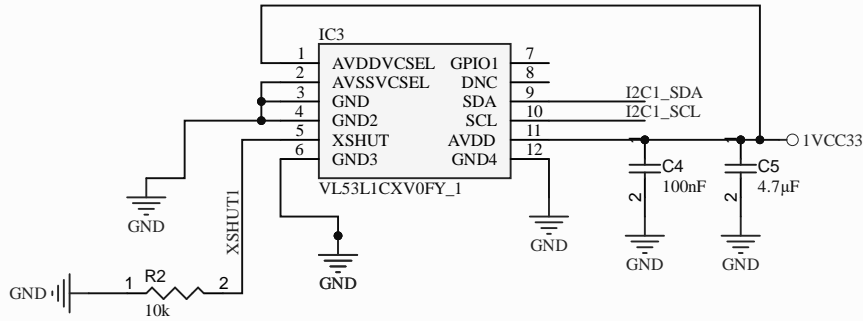 IC3
1 AVDDVCSEL GPIO1 7
2 AVSSVCSEL DNC 8
3 GND SDA 9 I2C1_SDA
4 GND2 SCL 10 I2C1_SCL
5 XSHUT AVDD 11 1VCC33
6 GND3 GND4 12
VL53L1CXV0FY_1
1 C4 100nF 2
1 C5 4.7µF 2
GND
XSHUT1
GND
GND
GND
GND
GND 1 R2 2
10k